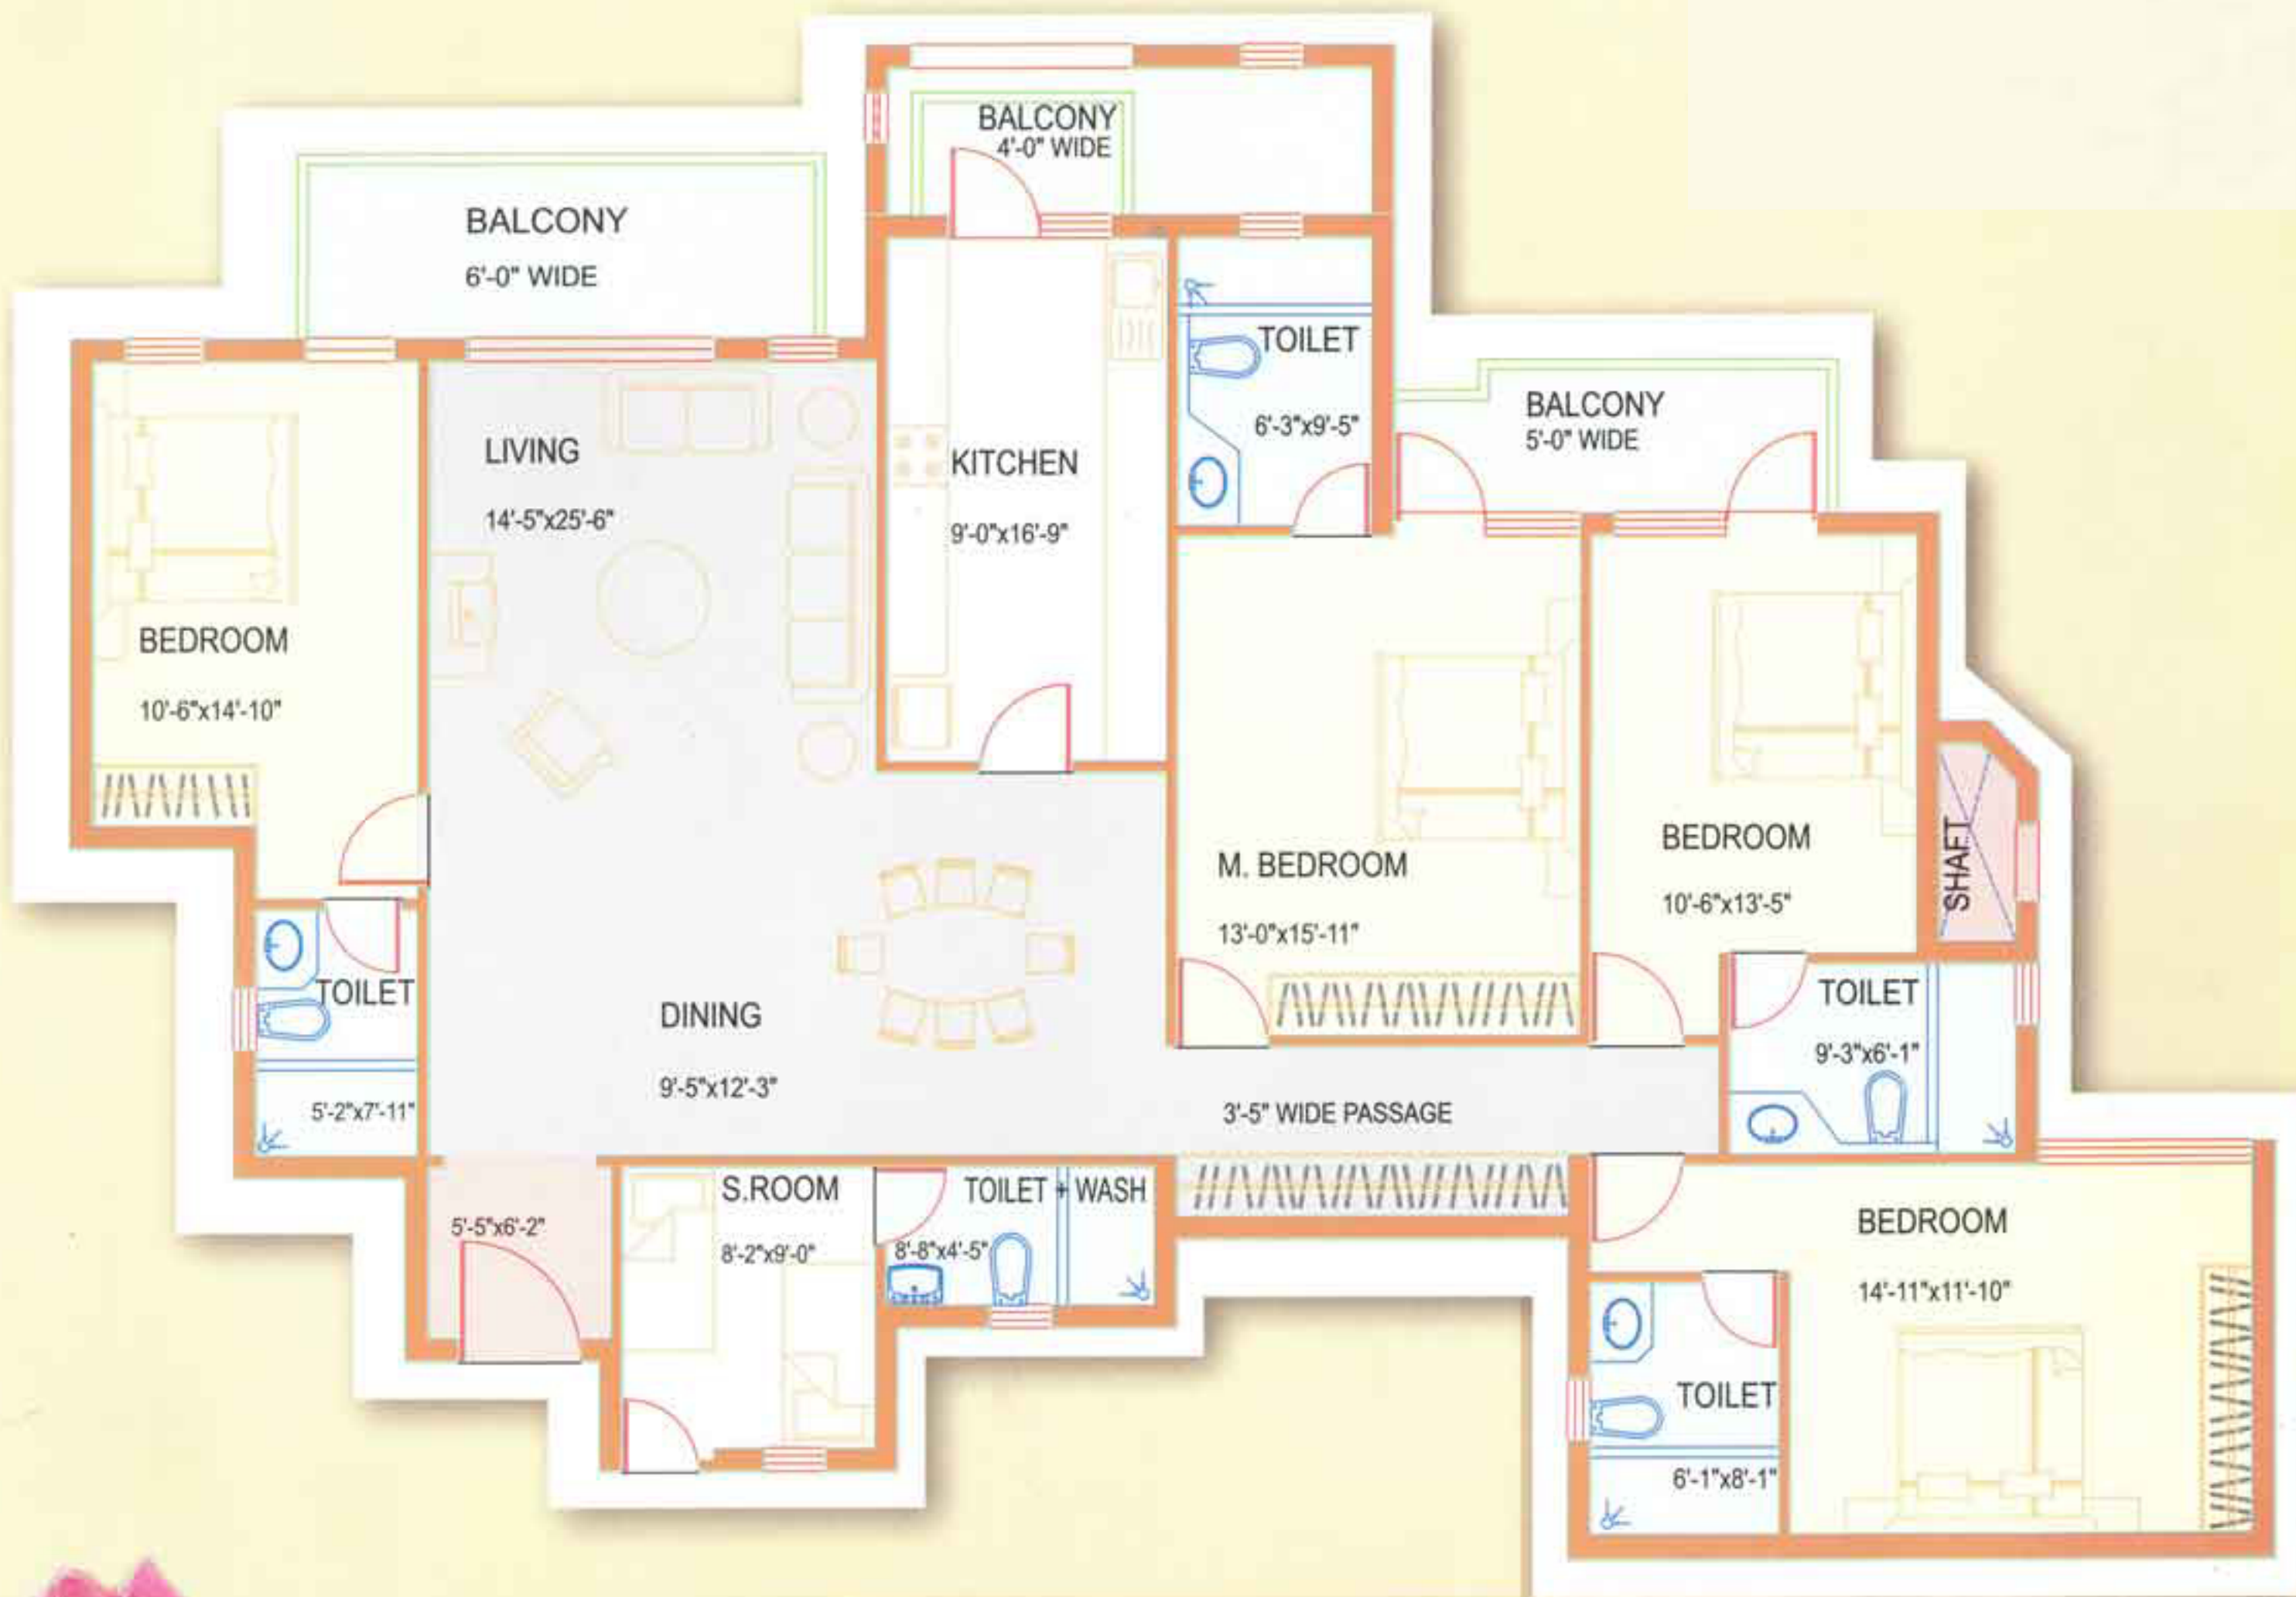 BALCONY
4'-0" WIDE
BALCONY
6'-0" WIDE
TOILET
6'-3"x9'-5"
BALCONY
5'-0" WIDE
LIVING
14'-5"x25'-6"
KITCHEN
9'-0"x16'-9"
BEDROOM
10'-6"x14'-10"
M. BEDROOM
13'-0"x15'-11"
BEDROOM
10'-6"x13'-5"
SHAFT
TOILET
5'-2"x7'-11"
DINING
9'-5"x12'-3"
TOILET
9'-3"x6'-1"
3'-5" WIDE PASSAGE
5'-5"x6'-2"
S.ROOM
8'-2"x9'-0"
TOILET + WASH
8'-8"x4'-5"
BEDROOM
14'-11"x11'-10"
TOILET
6'-1"x8'-1"